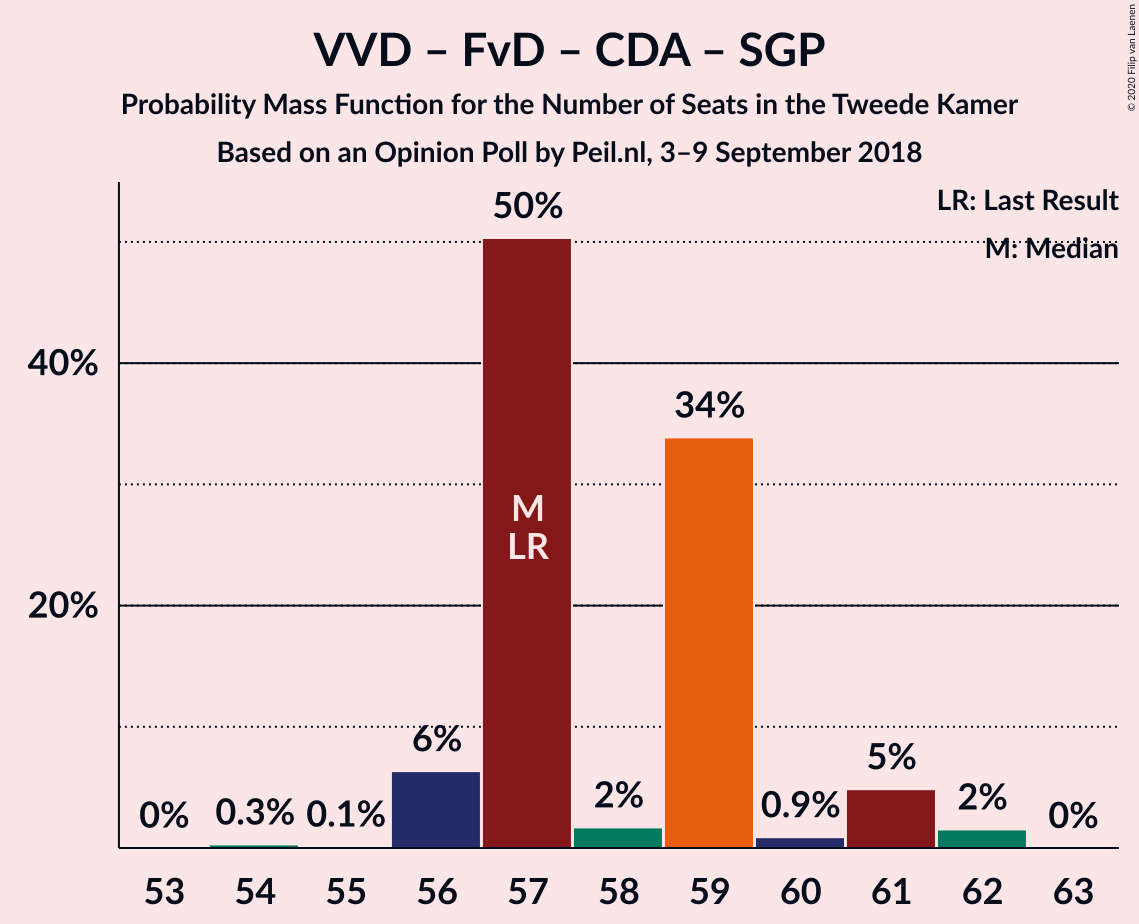 VVD – FvD – CDA – SGP
Probability Mass Function for the Number of Seats in the Tweede Kamer
Based on an Opinion Poll by Peil.nl, 3–9 September 2018
© 2020 Filip van Laenen
LR: Last Result
M: Median
40%
20%
0%
0.3%
0.1%
6%
50%
M
LR
2%
34%
0.9%
5%
2%
0%
53 54 55 56 57 58 59 60 61 62 63